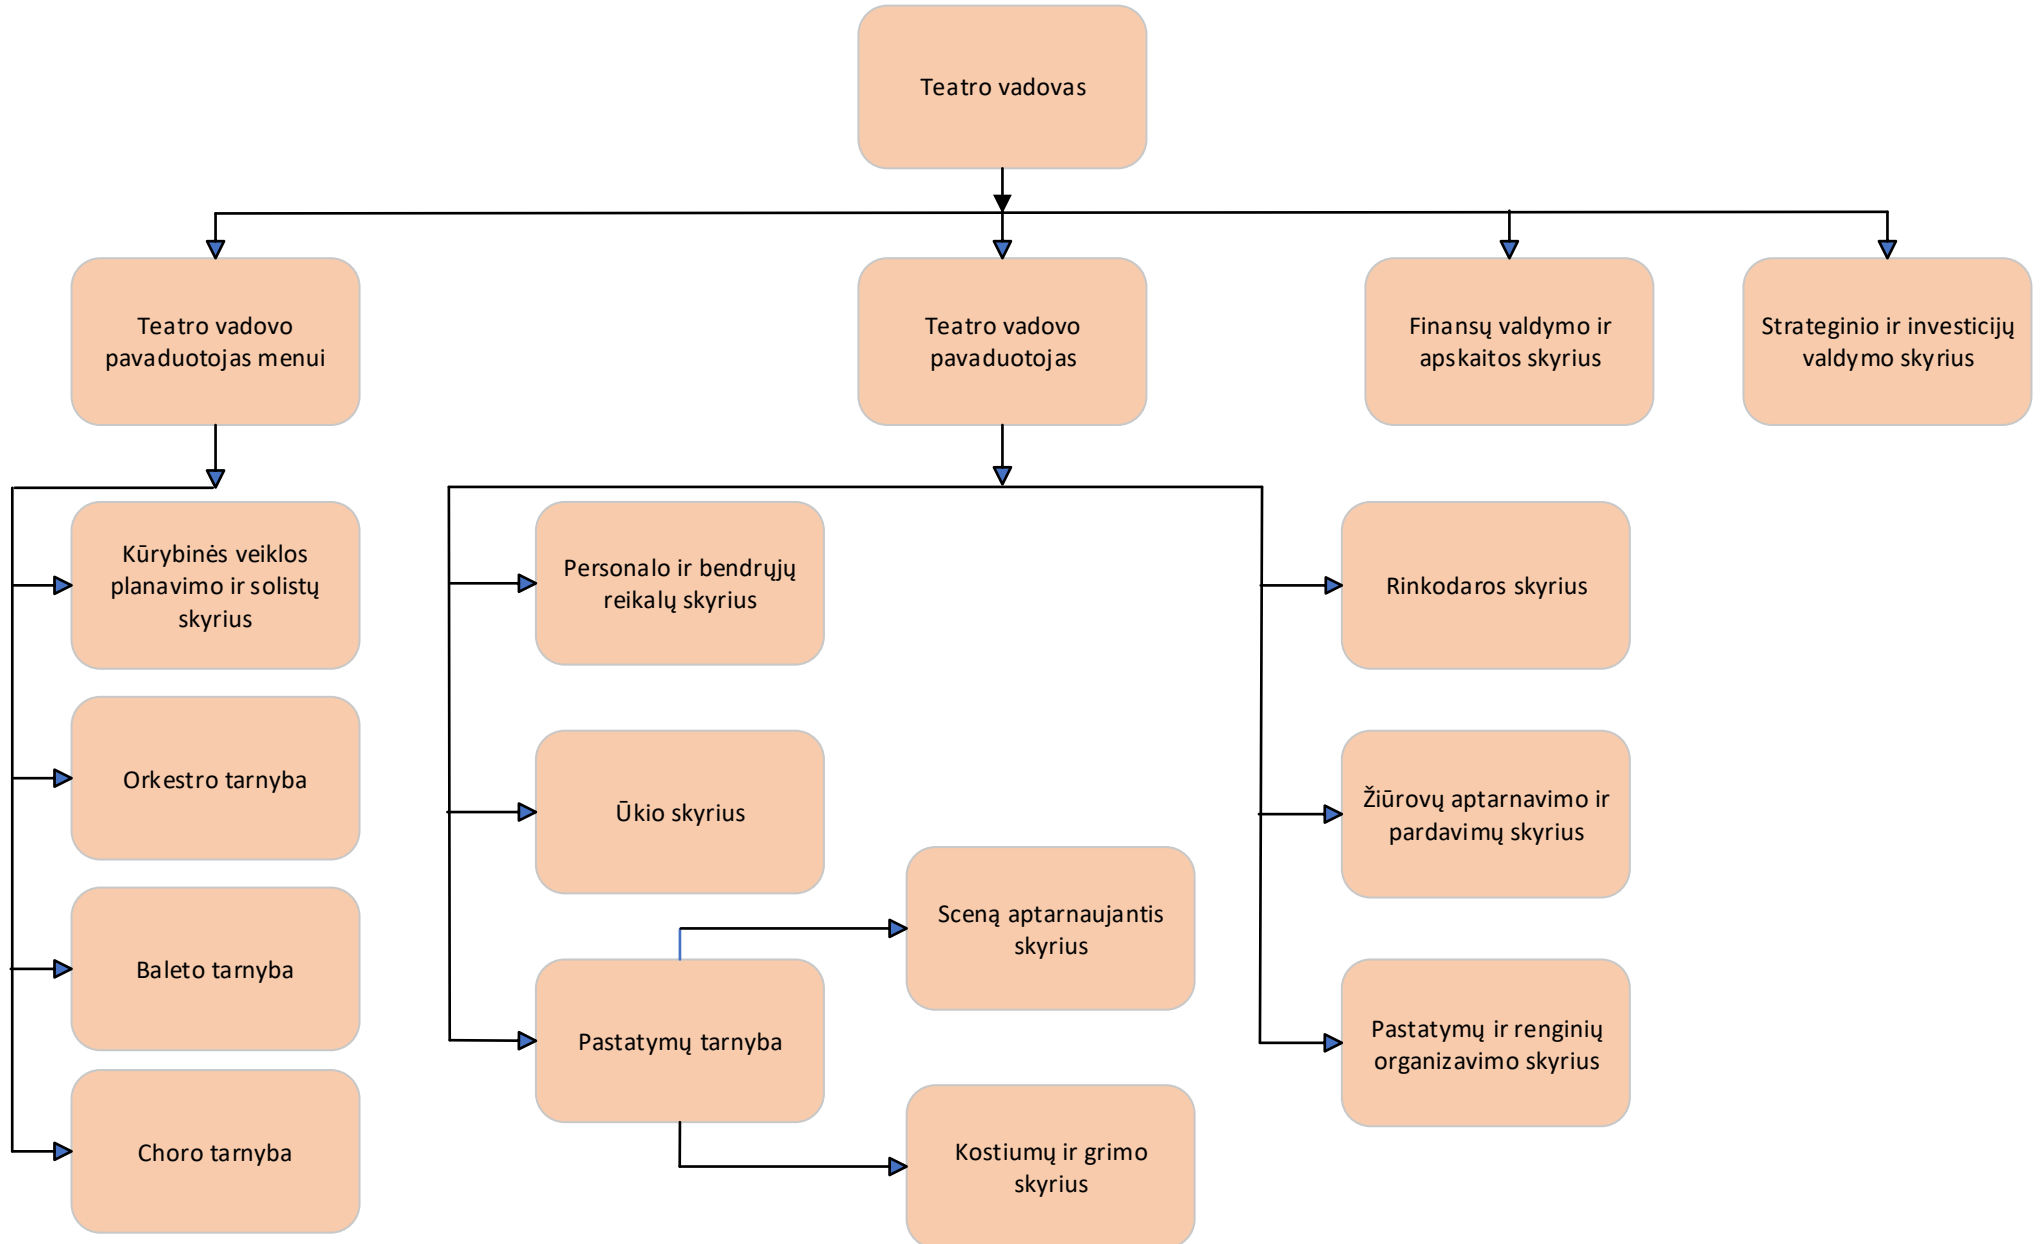 Teatro vadovas
Teatro vadovo
pavaduotojas menui
Teatro vadovo
pavaduotojas
Finansų valdymo ir
apskaitos skyrius
Strateginio ir investicijų
valdymo skyrius
Kūrybinės veiklos
planavimo ir solistų
skyrius
Orkestro tarnyba
Baleto tarnyba
Choro tarnyba
Personalo ir bendrųjų
reikalų skyrius
Ūkio skyrius
Pastatymų tarnyba
Sceną aptarnaujantis
skyrius
Kostiumų ir grimo
skyrius
Rinkodaros skyrius
Žiūrovų aptarnavimo ir
pardavimų skyrius
Pastatymų ir renginių
organizavimo skyrius